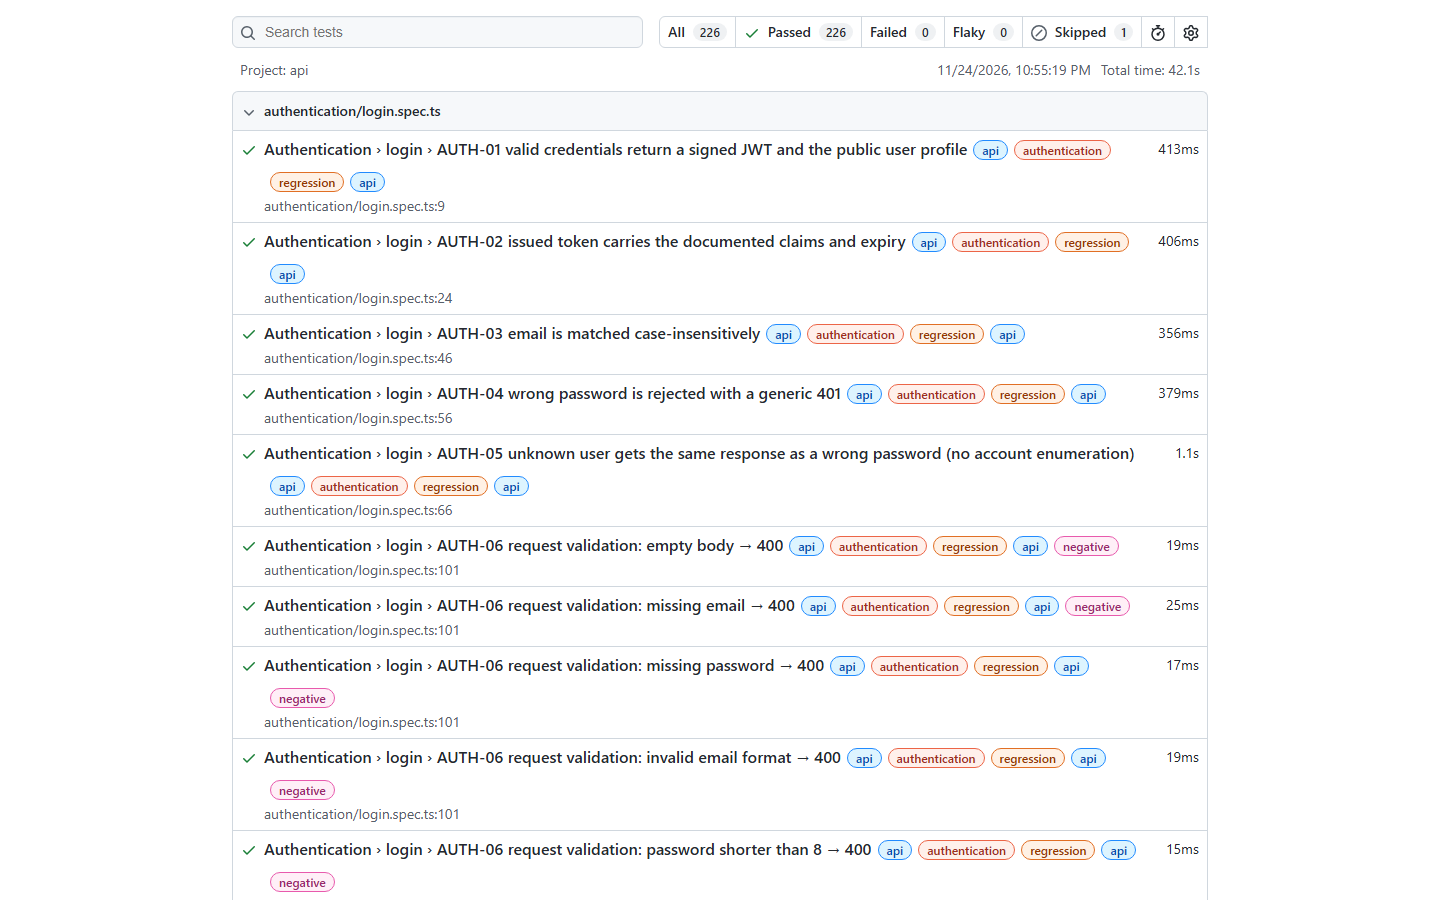 Search tests
All 226 Passed 226 Failed 0 Flaky 0 Skipped 1
Project: api 11/24/2026, 10:55:19 PM Total time: 42.1s
authentication/login.spec.ts
Authentication › login › AUTH-01 valid credentials return a signed JWT and the public user profile api authentication 413ms
regression api
authentication/login.spec.ts:9
Authentication › login › AUTH-02 issued token carries the documented claims and expiry api authentication regression 406ms
api
authentication/login.spec.ts:24
Authentication › login › AUTH-03 email is matched case-insensitively api authentication regression api 356ms
authentication/login.spec.ts:46
Authentication › login › AUTH-04 wrong password is rejected with a generic 401 api authentication regression api 379ms
authentication/login.spec.ts:56
Authentication › login › AUTH-05 unknown user gets the same response as a wrong password (no account enumeration) 1.1s
api authentication regression api
authentication/login.spec.ts:66
Authentication › login › AUTH-06 request validation: empty body → 400 api authentication regression api negative 19ms
authentication/login.spec.ts:101
Authentication › login › AUTH-06 request validation: missing email → 400 api authentication regression api negative 25ms
authentication/login.spec.ts:101
Authentication › login › AUTH-06 request validation: missing password → 400 api authentication regression api 17ms
negative
authentication/login.spec.ts:101
Authentication › login › AUTH-06 request validation: invalid email format → 400 api authentication regression api 19ms
negative
authentication/login.spec.ts:101
Authentication › login › AUTH-06 request validation: password shorter than 8 → 400 api authentication regression api 15ms
negative